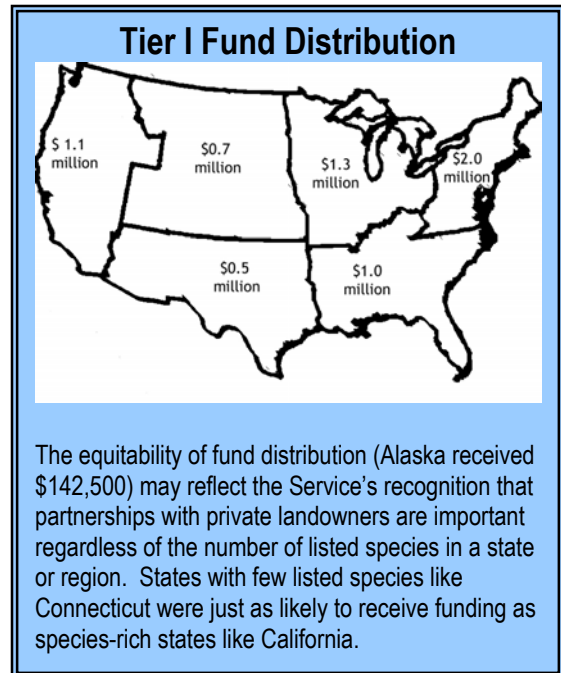 Tier I Fund Distribution
$ 1.1
million
$0.7
million
$1.3
million
$2.0
million
$0.5
million
$1.0
million
The equitability of fund distribution (Alaska received
$142,500) may reflect the Service's recognition that
partnerships with private landowners are important
regardless of the number of listed species in a state
or region.  States with few listed species like
Connecticut were just as likely to receive funding as
species-rich states like California.